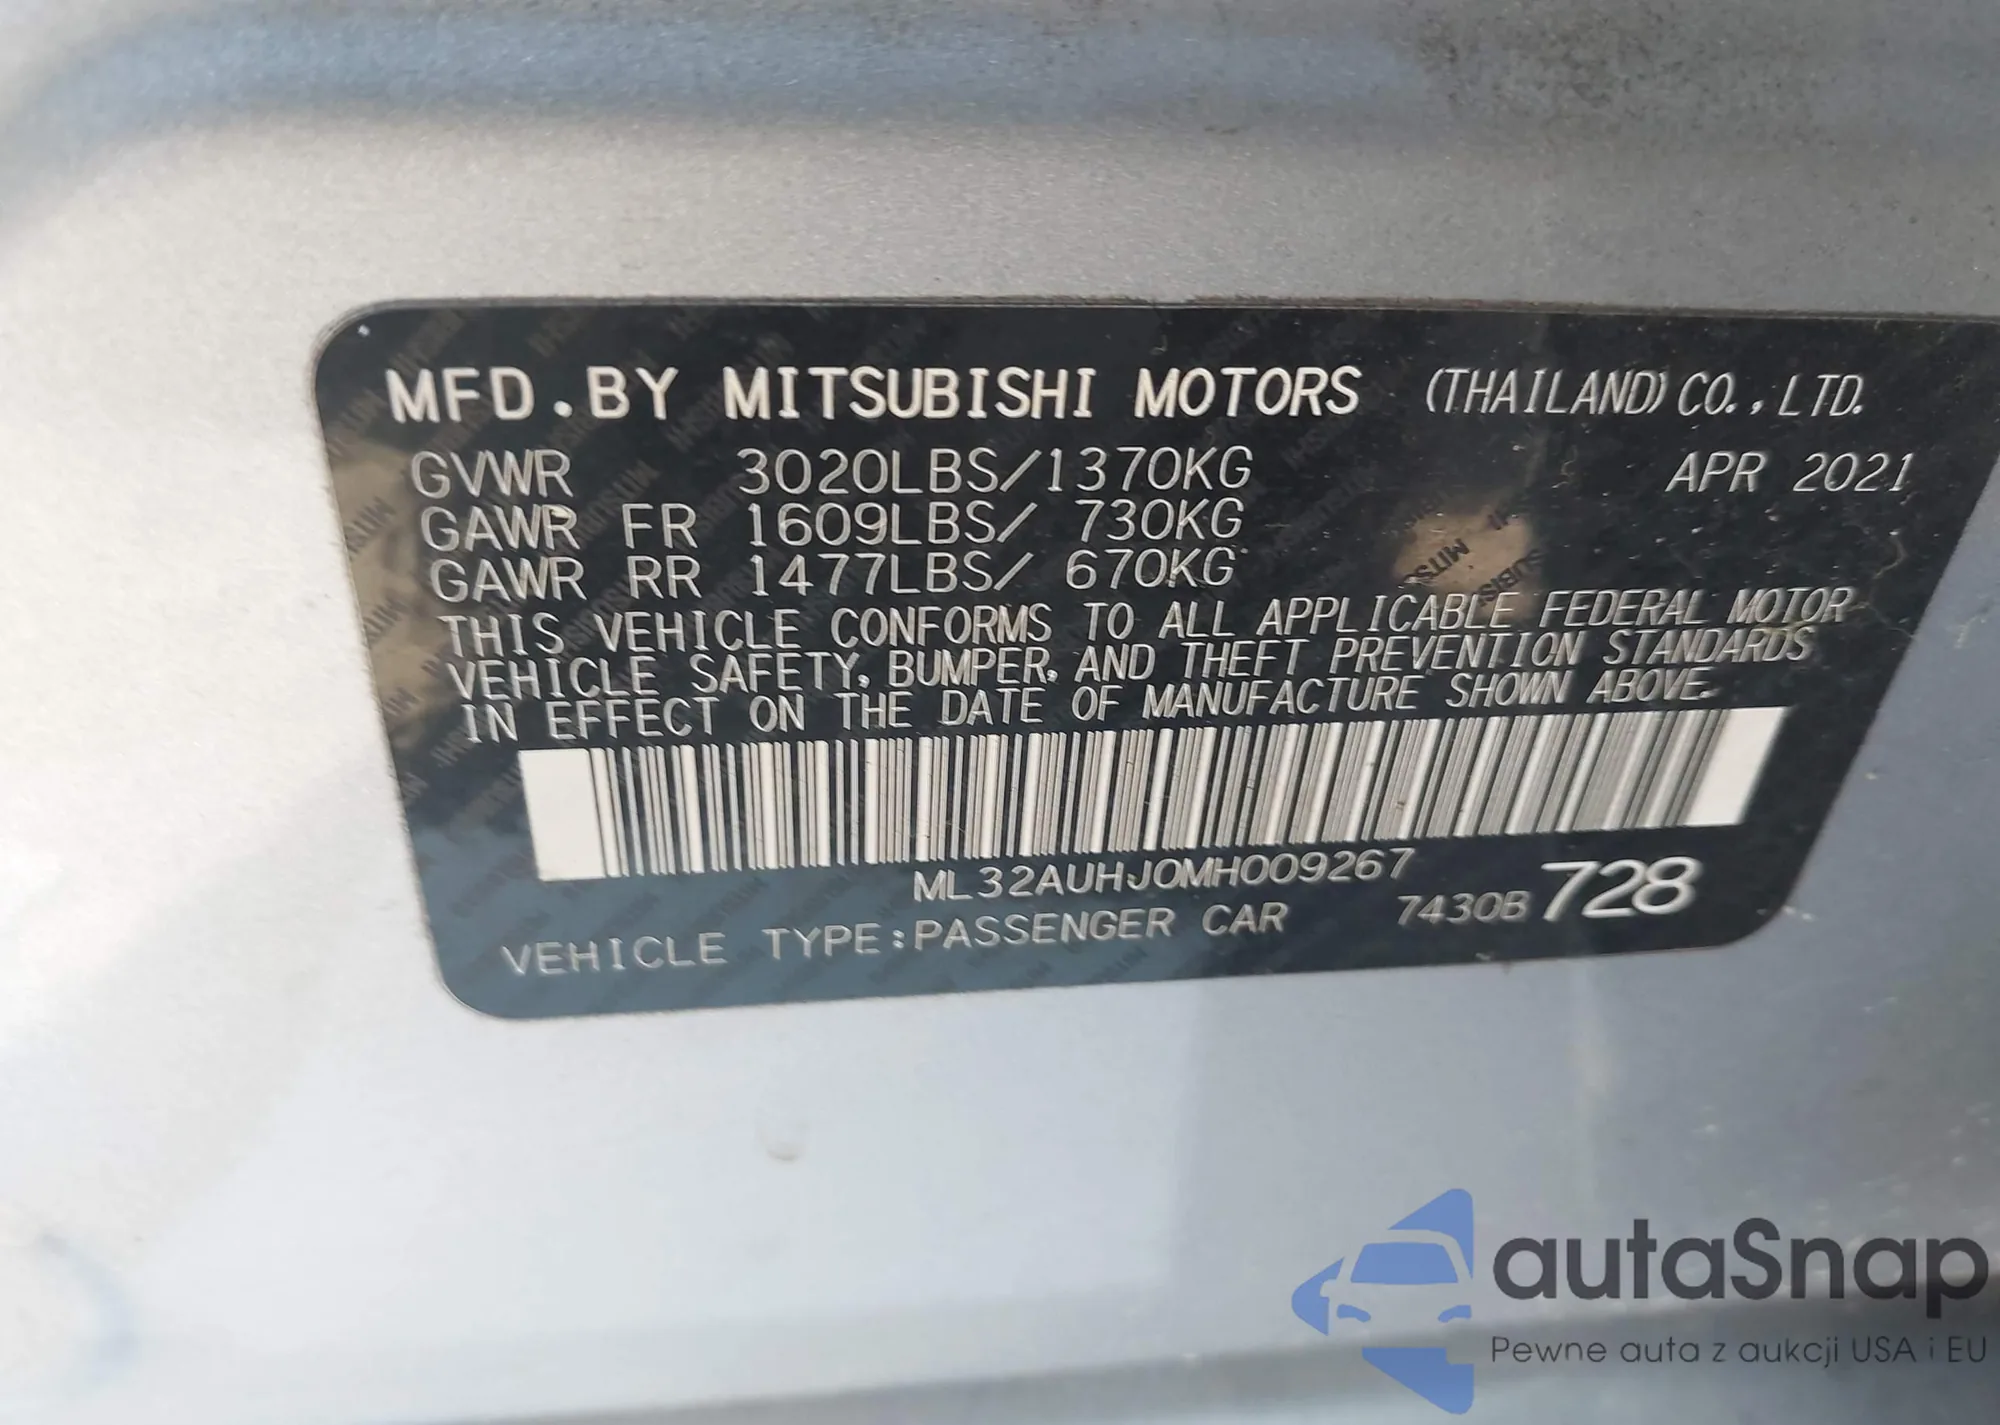 MFD.BY MITSUBISHI MOTORS (THAILAND) CO.,LTD.
GVWR 3020LBS/1370KG APR 2021
GAWR FR 1609LBS/ 730KG
GAWR RR 1477LBS/ 670KG
THIS VEHICLE CONFORMS TO ALL APPLICABLE FEDERAL MOTOR
VEHICLE SAFETY, BUMPER, AND THEFT PREVENTION STANDARDS
IN EFFECT ON THE DATE OF MANUFACTURE SHOWN ABOVE.
ML32AUHJ0MH009267
VEHICLE TYPE:PASSENGER CAR 7430B 728
autaSnap
Pewne auta z aukcji USA i EU